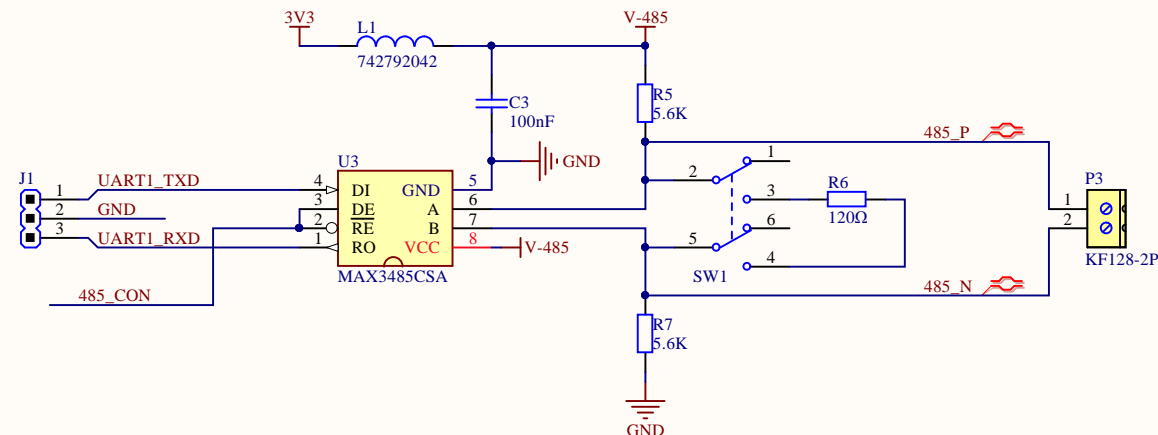 3V3
L1
742792042
V-485
C3
100nF
GND
R5
5.6K
485_P
J1
1
2
3
UART1_TXD
GND
UART1_RXD
485_CON
U3
4
3
2
1
DI
DE
RE
RO
GND
A
B
VCC
5
6
7
8
V-485
MAX3485CSA
1
2
3
6
5
4
SW1
R6
120Ω
P3
1
2
KF128-2P
485_N
R7
5.6K
GND